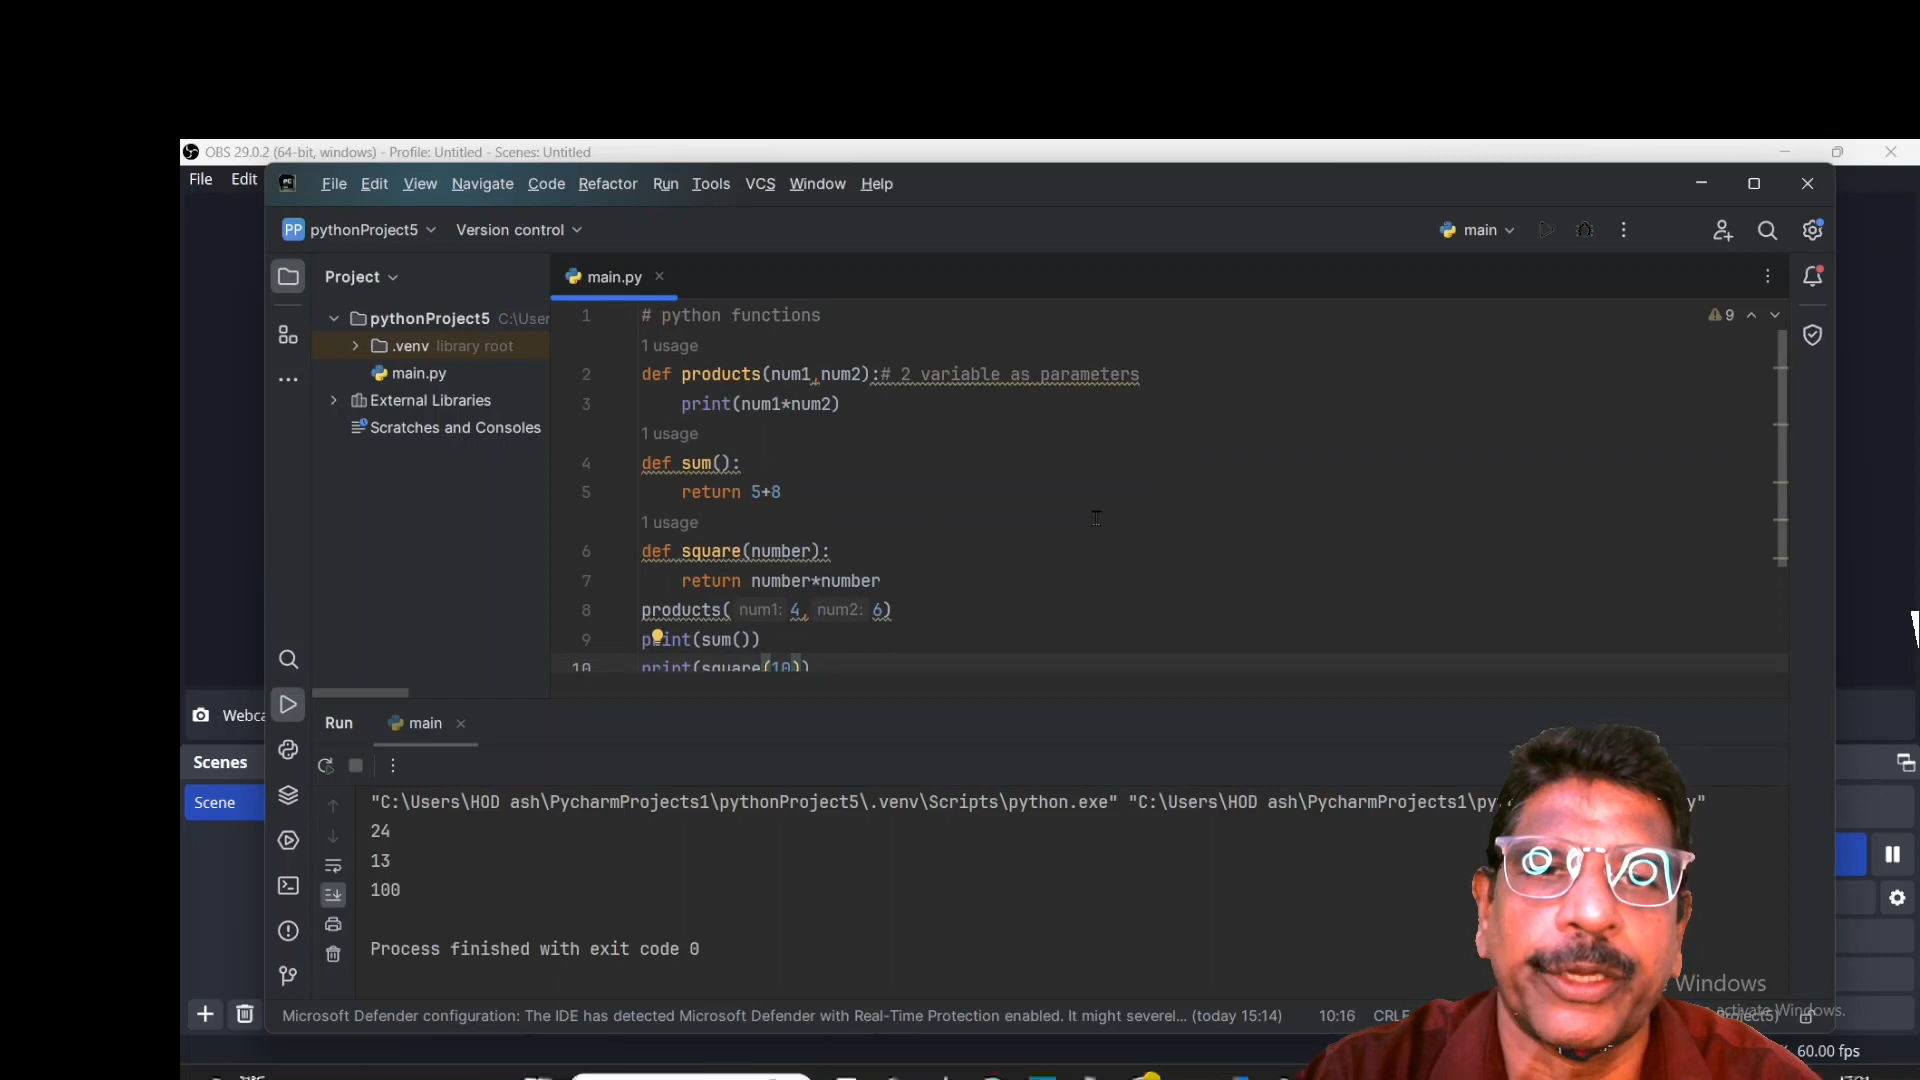 OBS 29.0.2 (64-bit, windows) - Profile: Untitled - Scenes: Untitled
File Edit
File Edit View Navigate Code Refactor Run Tools VCS Window Help
PP pythonProject5 Version control main
Project main.py
pythonProject5 C:\User
.venv library root
main.py
External Libraries
Scratches and Consoles
9
1 # python functions
1 usage
2 def products(num1,num2):# 2 variable as parameters
3 print(num1*num2)
1 usage
4 def sum():
5 return 5+8
1 usage
6 def square(number):
7 return number*number
8 products( num1: 4, num2: 6)
9 print(sum())
10 print(square(10))
Webca
Run main
Scenes
Scene
"C:\Users\HOD ash\PycharmProjects1\pythonProject5\.venv\Scripts\python.exe" "C:\Users\HOD ash\PycharmProjects1\py y"
24
13
100
Process finished with exit code 0
Windows
activate Windows.
Microsoft Defender configuration: The IDE has detected Microsoft Defender with Real-Time Protection enabled. It might severel... (today 15:14) 10:16 CRLF
60.00 fps